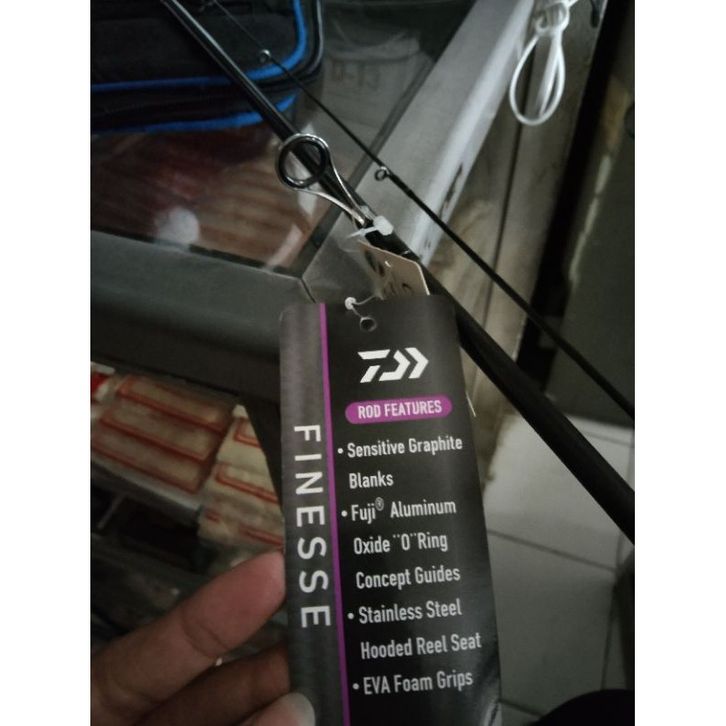 FINESSE
ROD FEATURES
• Sensitive Graphite
Blanks
• Fuji® Aluminum
Oxide ¨O¨Ring
Concept Guides
• Stainless Steel
Hooded Reel Seat
• EVA Foam Grips